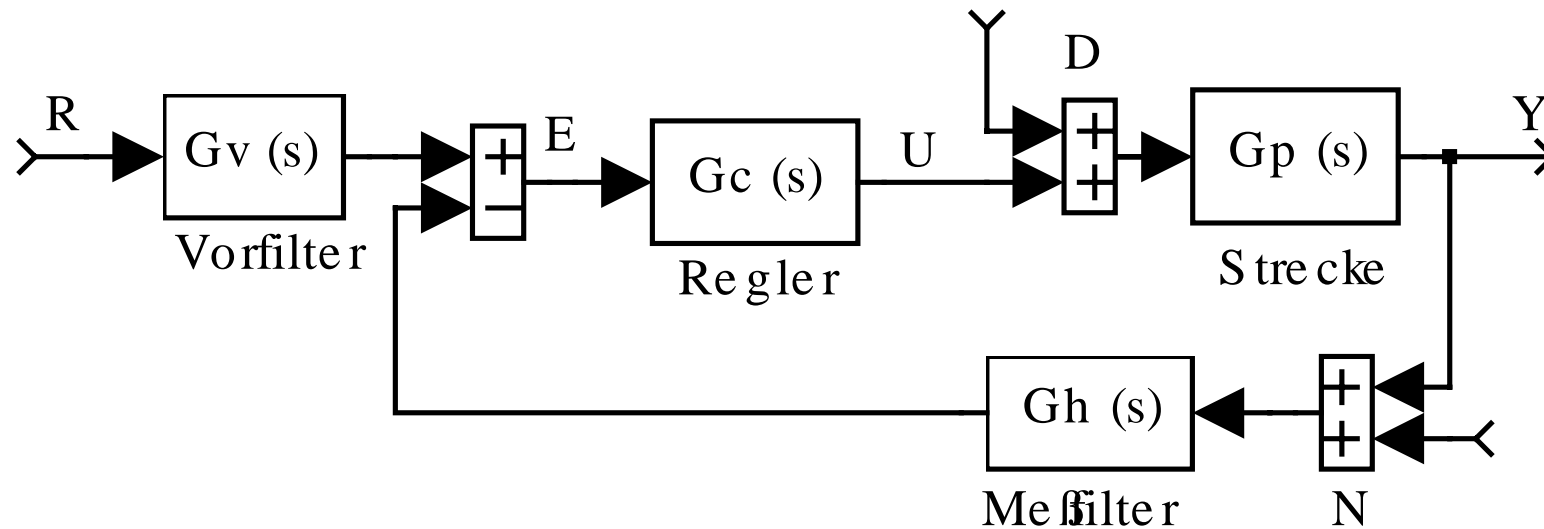 R
Gv (s)
Vorfilter
+
−
E
Gc (s)
Regler
U
D
+
+
Gp (s)
Strecke
Y
Gh (s)
Meßfilter
+
+
N